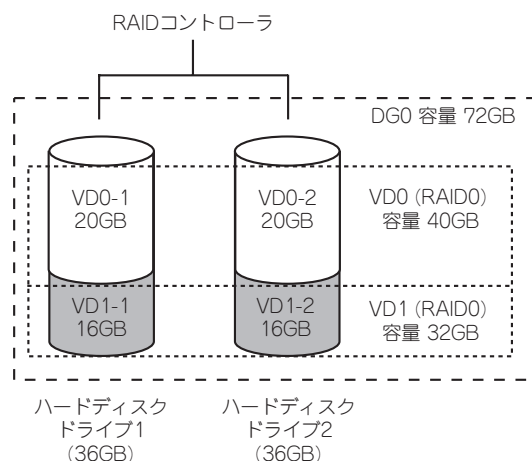 RAIDコントローラ
DG0 容量 72GB
VD0-1
20GB
VD0-2
20GB
VD0 (RAID0)
容量 40GB
VD1-1
16GB
VD1-2
16GB
VD1 (RAID0)
容量 32GB
ハードディスク
ドライブ1
(36GB)
ハードディスク
ドライブ2
(36GB)